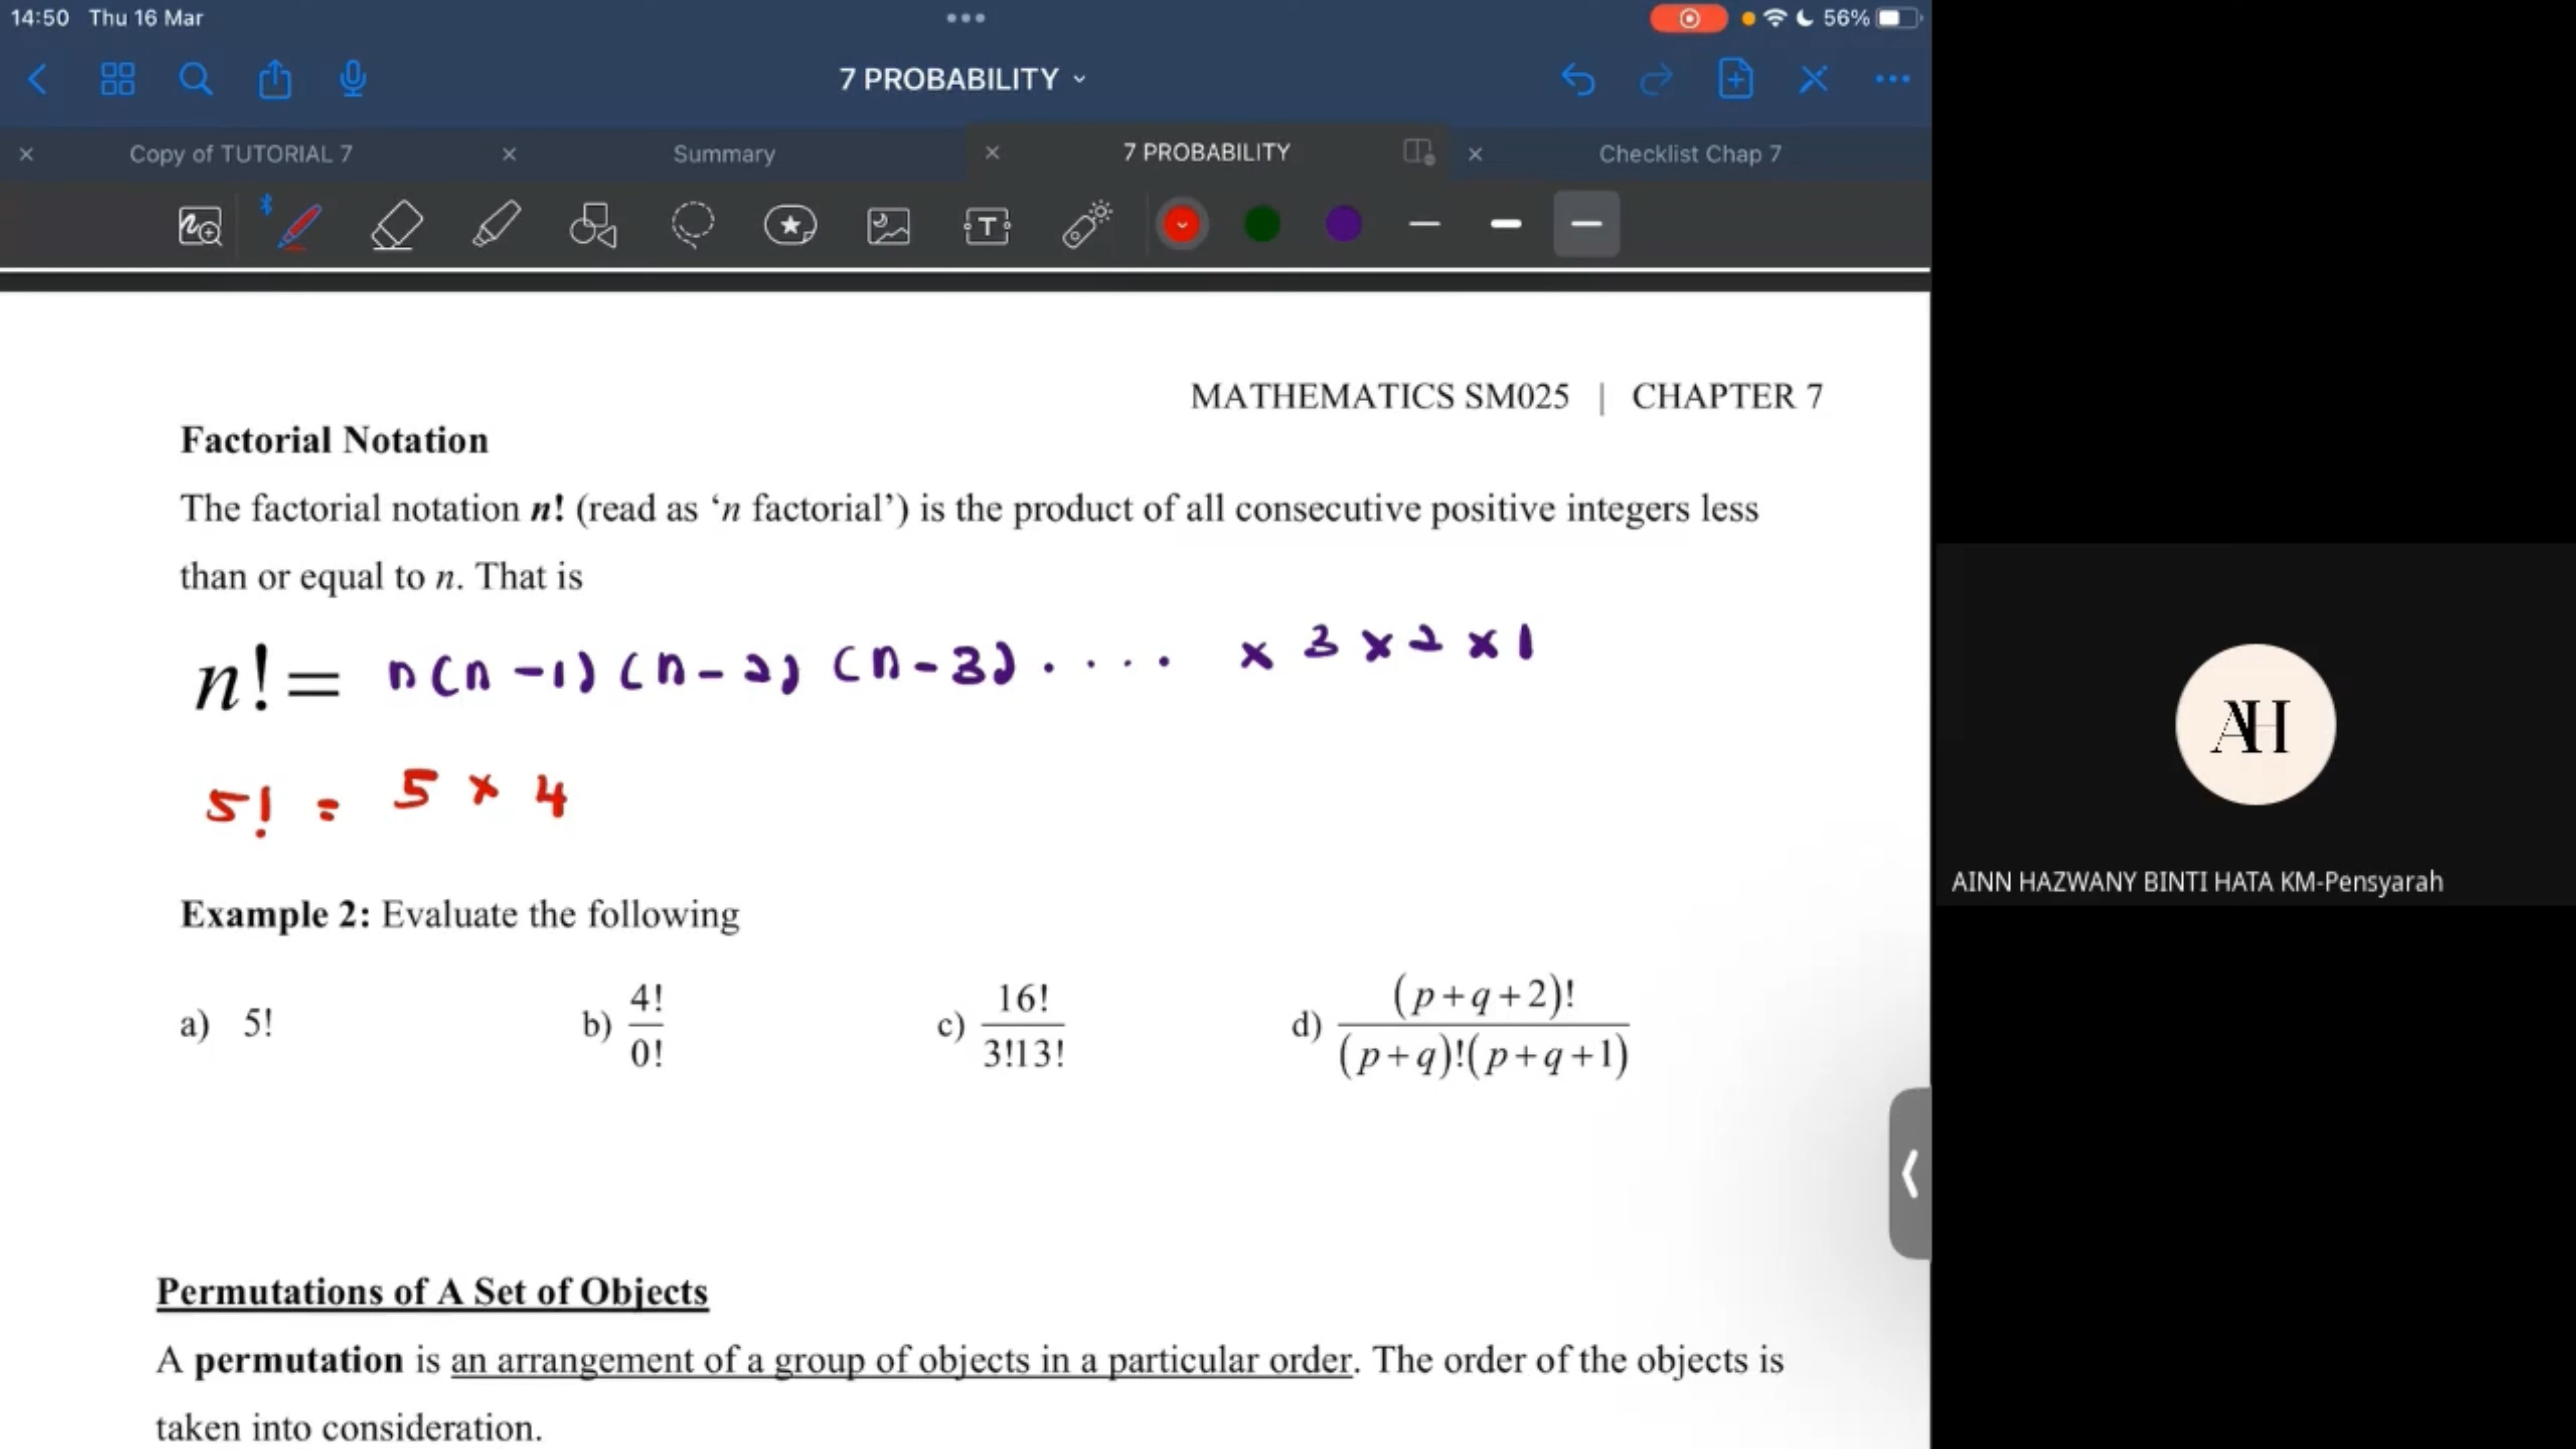 14:50 Thu 16 Mar
56%
7 PROBABILITY
Copy of TUTORIAL 7
Summary
7 PROBABILITY
Checklist Chap 7
MATHEMATICS SM025 | CHAPTER 7
Factorial Notation
The factorial notation n! (read as ‘n factorial’) is the product of all consecutive positive integers less
than or equal to n. That is
n! = n(n-1)(n-2)(n-3)..... x 3 x 2 x 1
5! = 5 x 4
Example 2: Evaluate the following
a) 5! b) 4!/0! c) 16!/3!13! d) (p+q+2)!/(p+q)!(p+q+1)
Permutations of A Set of Objects
A permutation is an arrangement of a group of objects in a particular order. The order of the objects is
taken into consideration.
AH
AINN HAZWANY BINTI HATA KM-Pensyarah